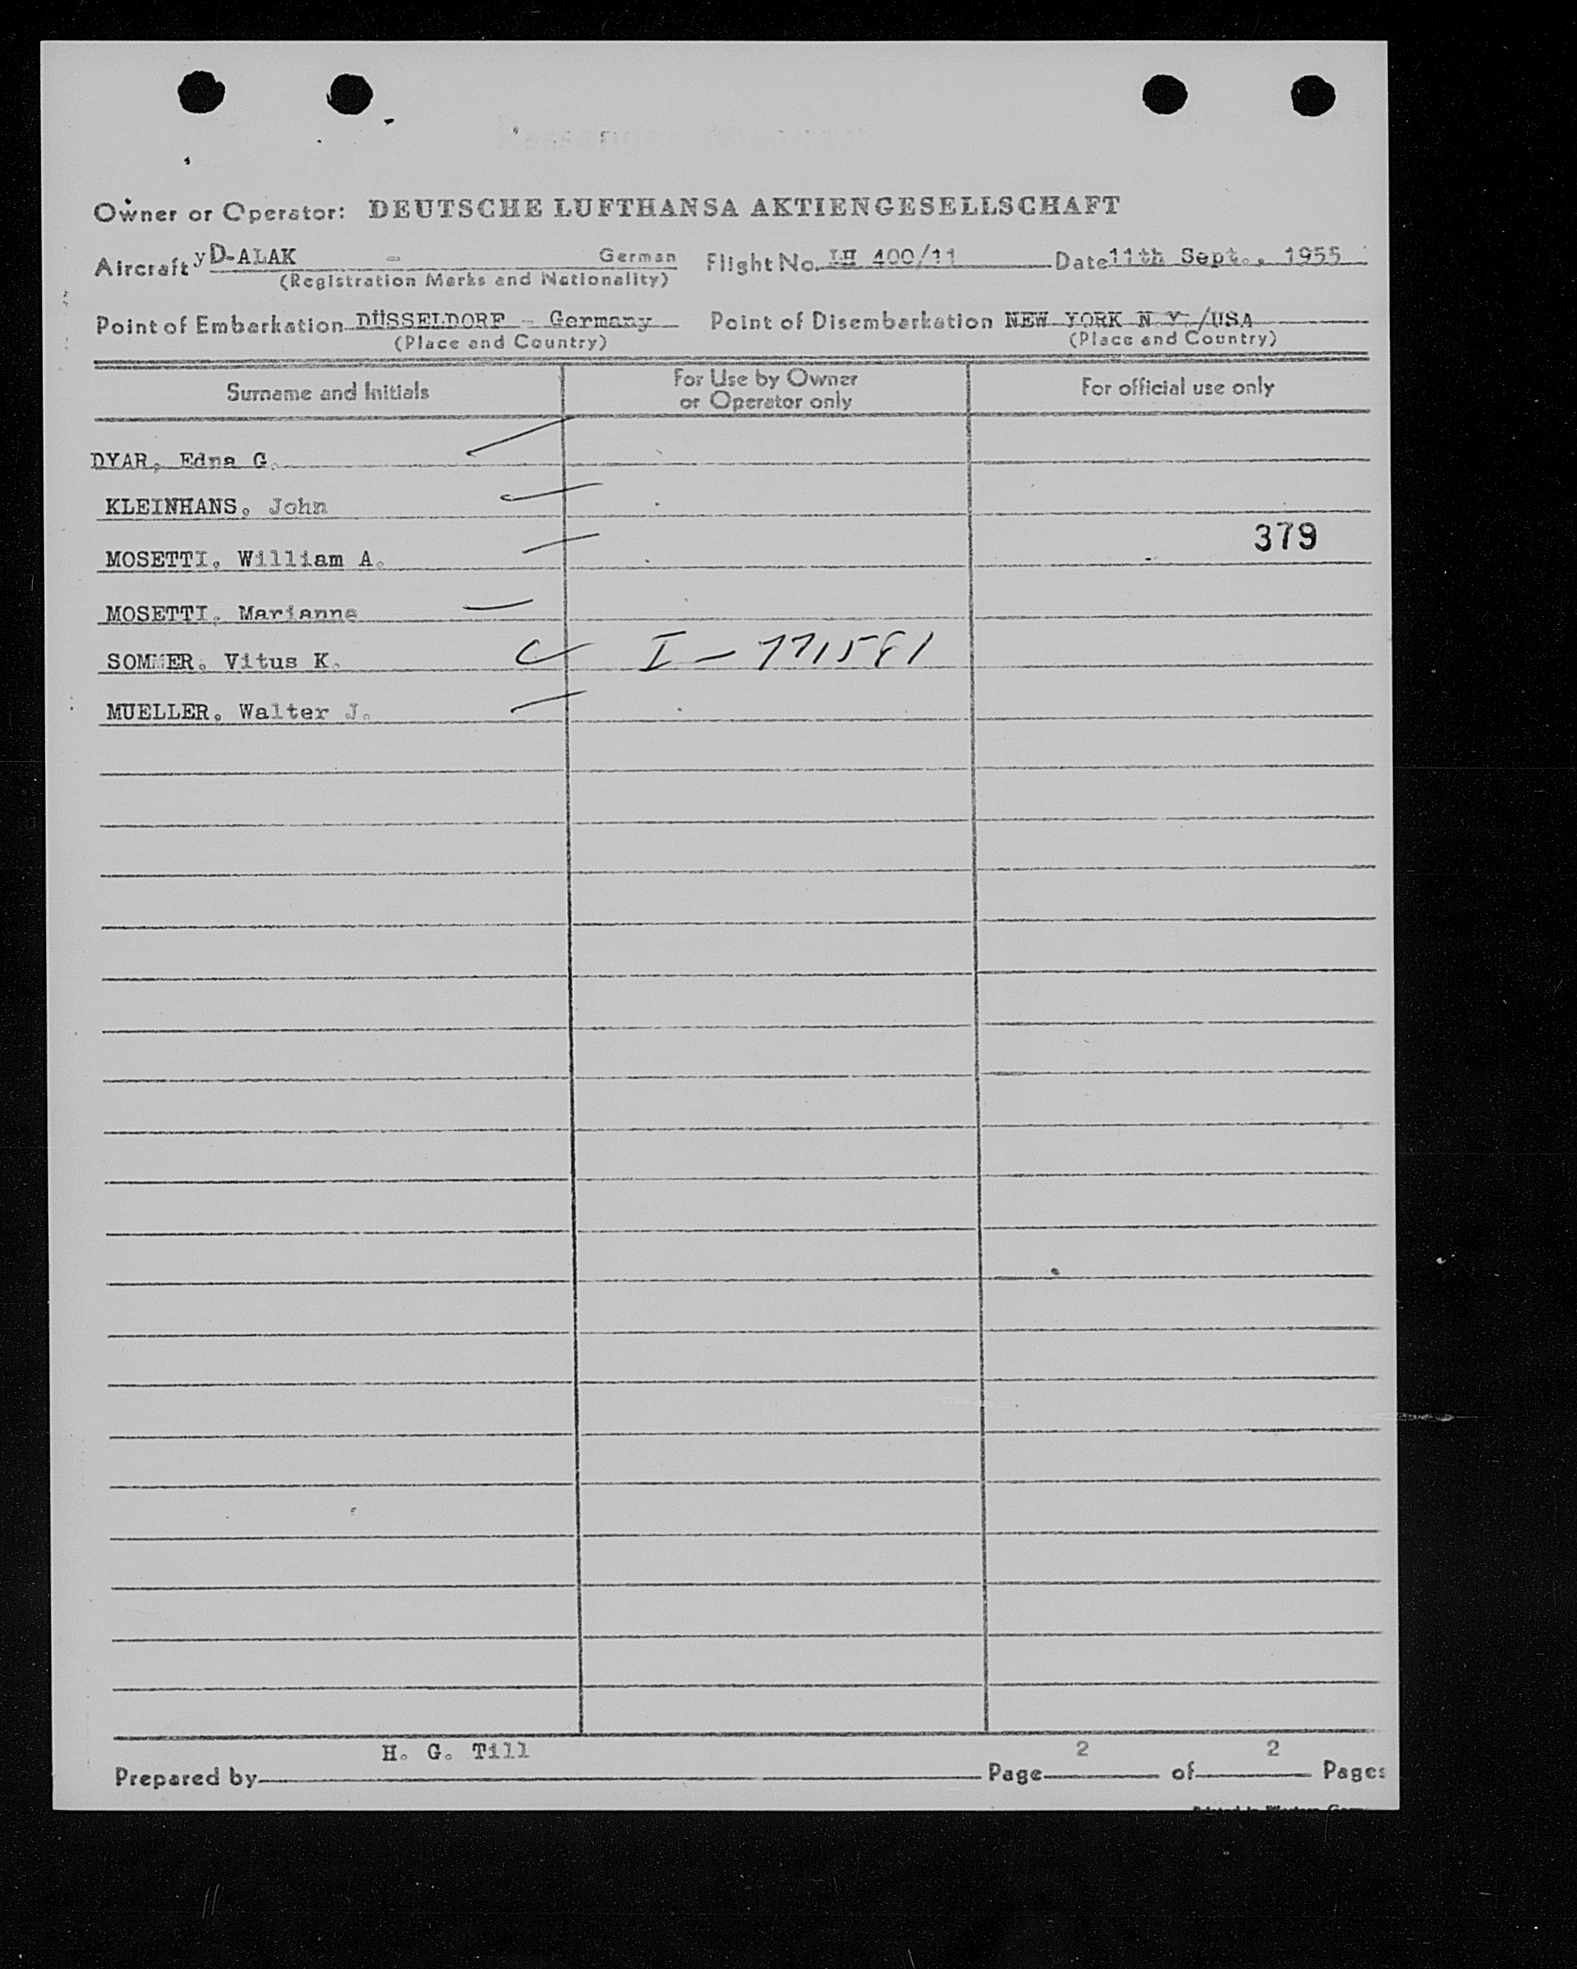 Owner or Operator: DEUTSCHE LUFTHANSA AKTIENGESELLSCHAFT
Aircraft y D-ALAK - German Flight No. LH 400/11 Date 11th Sept., 1955
(Registration Marks and Nationality)
Point of Embarkation DÜSSELDORF - Germany Point of Disembarkation NEW YORK N.Y./USA
(Place and Country) (Place and Country)
Surname and Initials For Use by Owner or Operator only For official use only
DYAR, Edna G.
KLEINHANS, John
379
MOSETTI, William A.
MOSETTI, Marianne
SOMMER, Vitus K. I-771581
MUELLER, Walter J.
H. G. Till 2 2
Prepared by Page of Pages